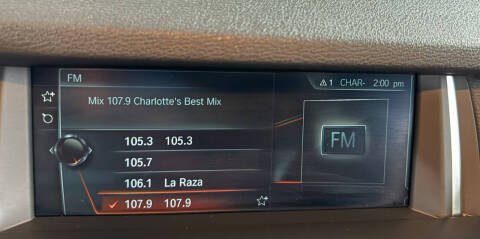 FM
1 CHAR- 2:00 pm
Mix 107.9 Charlotte's Best Mix
105.3 105.3
105.7
106.1 La Raza
107.9 107.9
FM